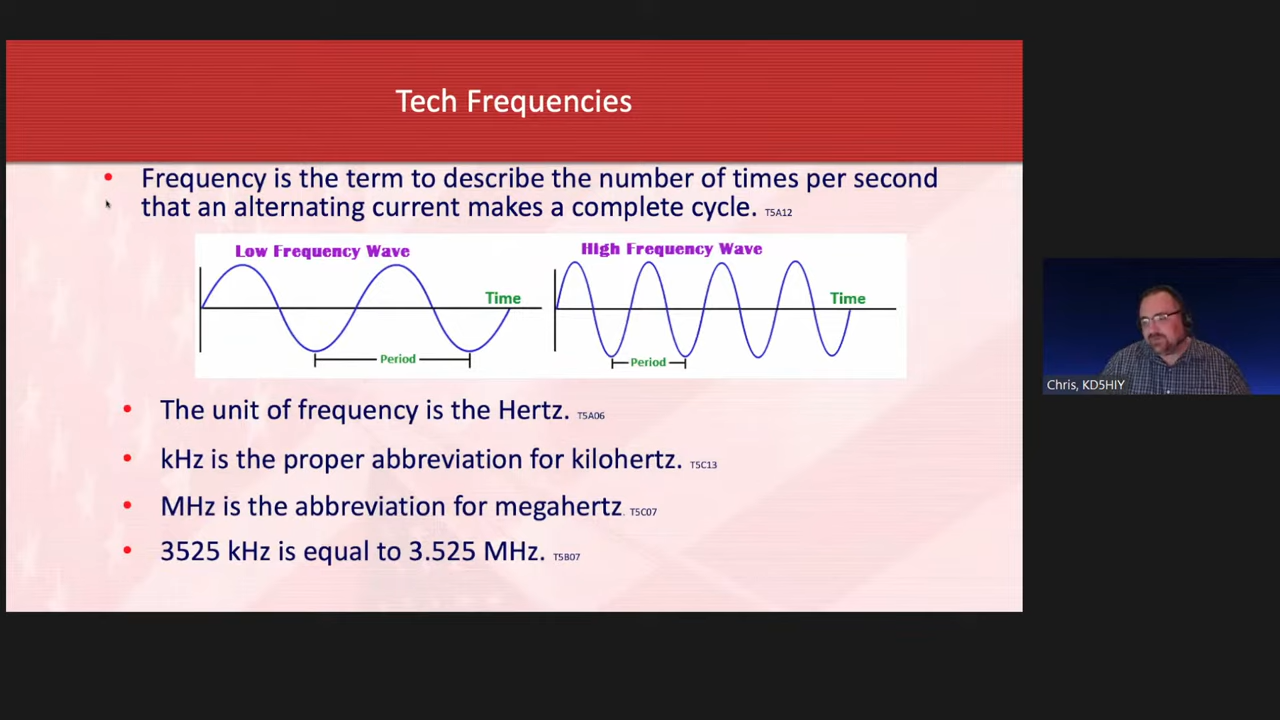 Tech Frequencies
Frequency is the term to describe the number of times per second
that an alternating current makes a complete cycle. T5A12
Low Frequency Wave
Time
Period
High Frequency Wave
Time
Period
The unit of frequency is the Hertz. T5A06
kHz is the proper abbreviation for kilohertz. T5C13
MHz is the abbreviation for megahertz. T5C07
3525 kHz is equal to 3.525 MHz. T5B07
Chris, KD5HIY